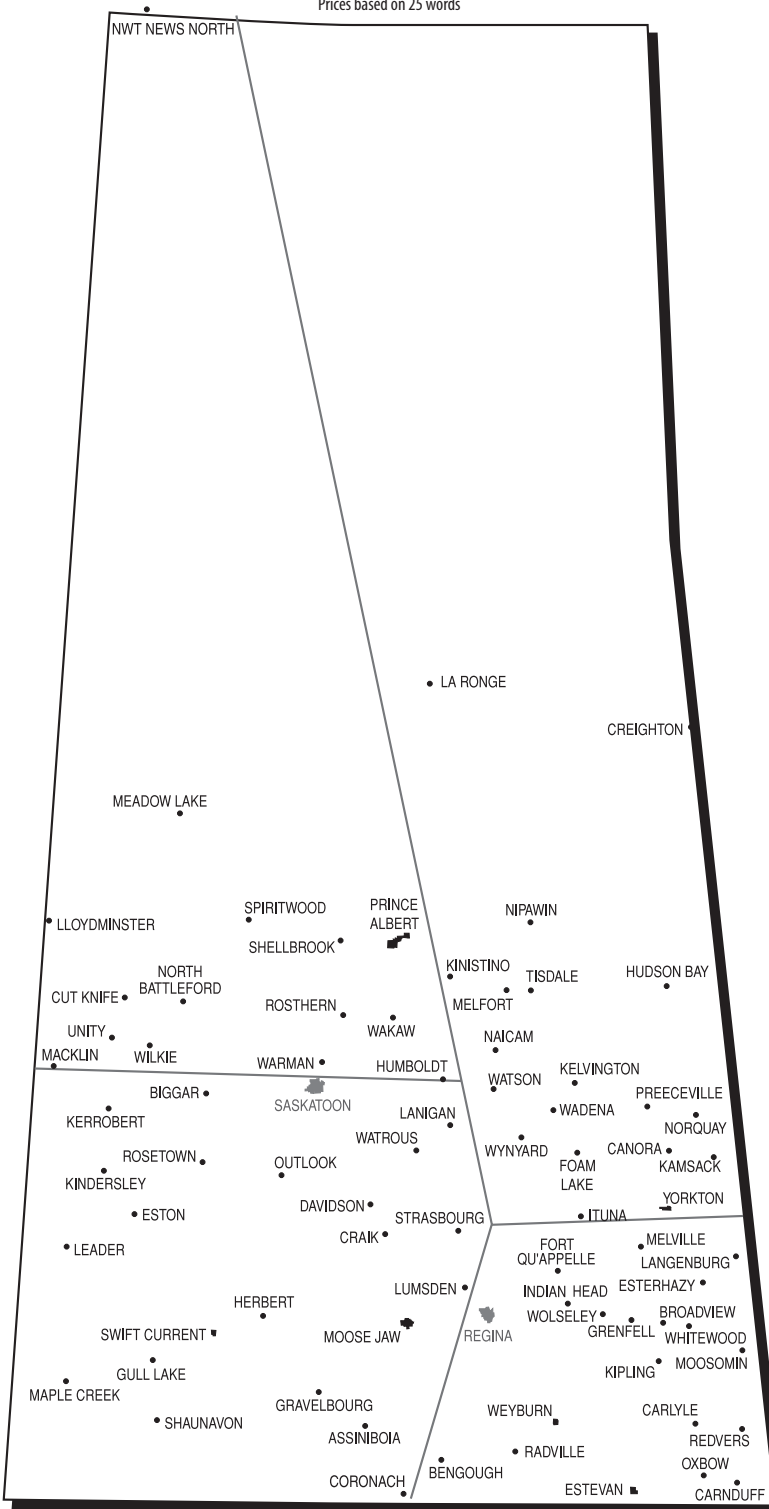 Prices based on 25 words
NWT NEWS NORTH
LA RONGE
CREIGHTON
MEADOW LAKE
LLOYDMINSTER
SPIRITWOOD
PRINCE
ALBERT
SHELLBROOK
NIPAWIN
CUT KNIFE
NORTH
BATTLEFORD
KINISTINO
TISDALE
HUDSON BAY
ROSTHERN
MELFORT
UNITY
WAKAW
NAICAM
MACKLIN
WILKIE
WARMAN
HUMBOLDT
KELVINGTON
BIGGAR
SASKATOON
WATSON
PREECEVILLE
KERROBERT
LANIGAN
WADENA
NORQUAY
WATROUS
WYNYARD
CANORA
ROSETOWN
OUTLOOK
FOAM
LAKE
KAMSACK
KINDERSLEY
ESTON
DAVIDSON
STRASBOURG
ITUNA
YORKTON
CRAIK
LEADER
FORT
QU'APPELLE
MELVILLE
LANGENBURG
LUMSDEN
INDIAN HEAD
ESTERHAZY
HERBERT
WOLSELEY
BROADVIEW
SWIFT CURRENT
MOOSE JAW
REGINA
GRENFELL
WHITEWOOD
GULL LAKE
KIPLING
MOOSOMIN
MAPLE CREEK
GRAVELBOURG
WEYBURN
CARLYLE
SHAUNAVON
ASSINIBOIA
REDVERS
RADVILLE
OXBOW
CORONACH
BENGOUGH
ESTEVAN
CARNDUFF